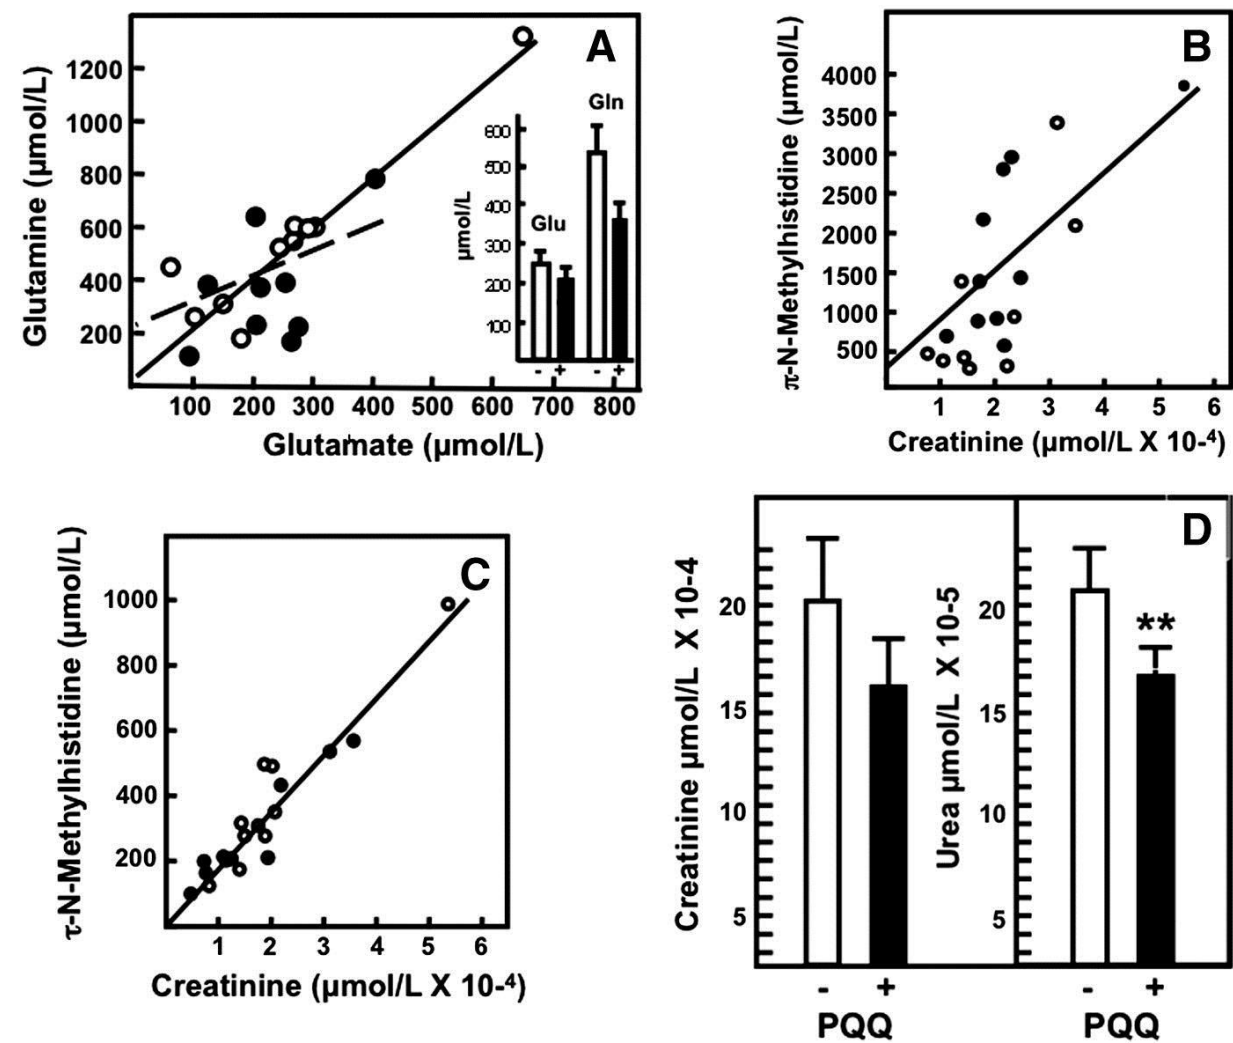 A
Glutamine (µmol/L)
1200
1000
800
600
400
200
100 200 300 400 500 600 700 800
Glutamate (µmol/L)
µmol/L
600
500
400
300
200
100
Glu
Gln
- + - +
B
π-N-Methylhistidine (µmol/L)
4000
3500
3000
2500
2000
1500
1000
500
1 2 3 4 5 6
Creatinine (µmol/L X 10-⁴)
C
τ-N-Methylhistidine (µmol/L)
1000
800
600
400
200
1 2 3 4 5 6
Creatinine (µmol/L X 10-⁴)
D
Creatinine µmol/L X 10-4
20
15
10
5
- +
PQQ
Urea µmol/L X 10-5
20
15
10
5
**
- +
PQQ